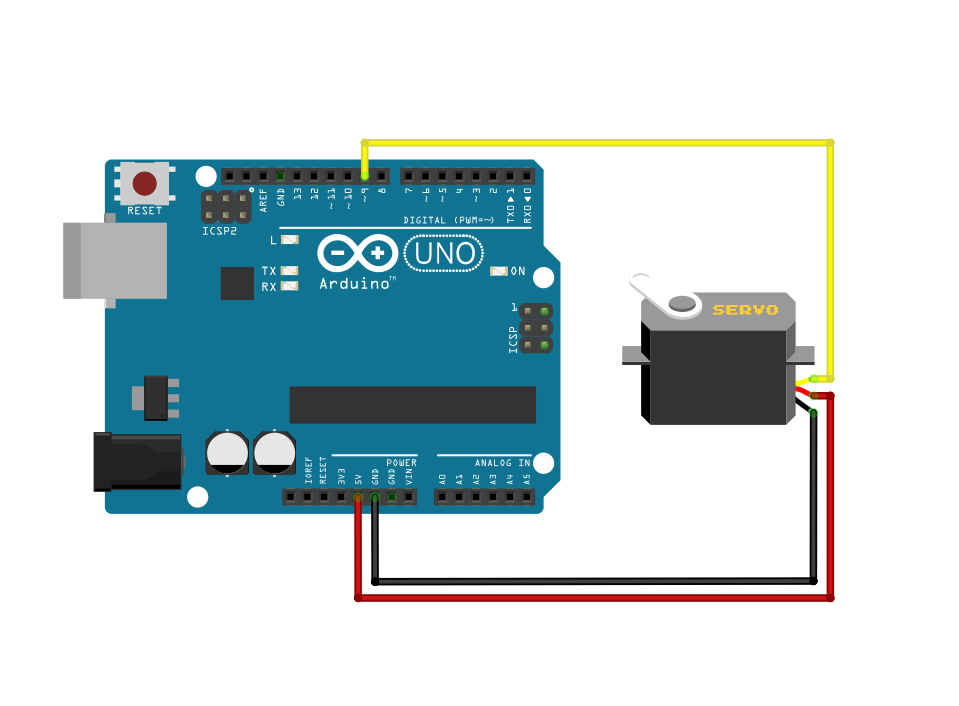 RESET
ICSP2
AREF
GND
13
12
~11
~10
~9
8
7
~6
~5
4
~3
2
TX0▶1
RX0◀0
DIGITAL (PWM=~)
L
TX
RX
Arduino™
UNO
ON
1
ICSP
SERVO
POWER
ANALOG IN
IOREF
RESET
3V3
5V
GND
GND
VIN
A0
A1
A2
A3
A4
A5